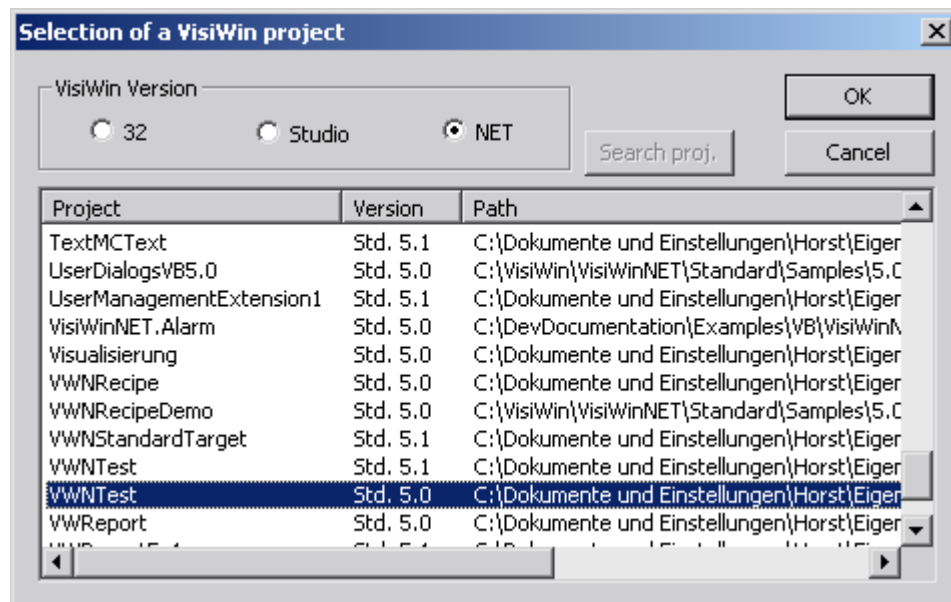 Selection of a VisiWin project
VisiWin Version
32 Studio NET
OK
Search proj.
Cancel
Project Version Path
TextMCText Std. 5.1 C:\Dokumente und Einstellungen\Horst\Eiger
UserDialogsVB5.0 Std. 5.0 C:\VisiWin\VisiWinNET\Standard\Samples\5.0
UserManagementExtension1 Std. 5.1 C:\Dokumente und Einstellungen\Horst\Eiger
VisiWinNET.Alarm Std. 5.0 C:\DevDocumentation\Examples\VB\VisiWinN
Visualisierung Std. 5.0 C:\Dokumente und Einstellungen\Horst\Eiger
VWNRecipe Std. 5.0 C:\Dokumente und Einstellungen\Horst\Eiger
VWNRecipeDemo Std. 5.0 C:\VisiWin\VisiWinNET\Standard\Samples\5.0
VWNStandardTarget Std. 5.1 C:\Dokumente und Einstellungen\Horst\Eiger
VWNTest Std. 5.1 C:\Dokumente und Einstellungen\Horst\Eiger
VWNTest Std. 5.0 C:\Dokumente und Einstellungen\Horst\Eiger
VWReport Std. 5.0 C:\Dokumente und Einstellungen\Horst\Eiger